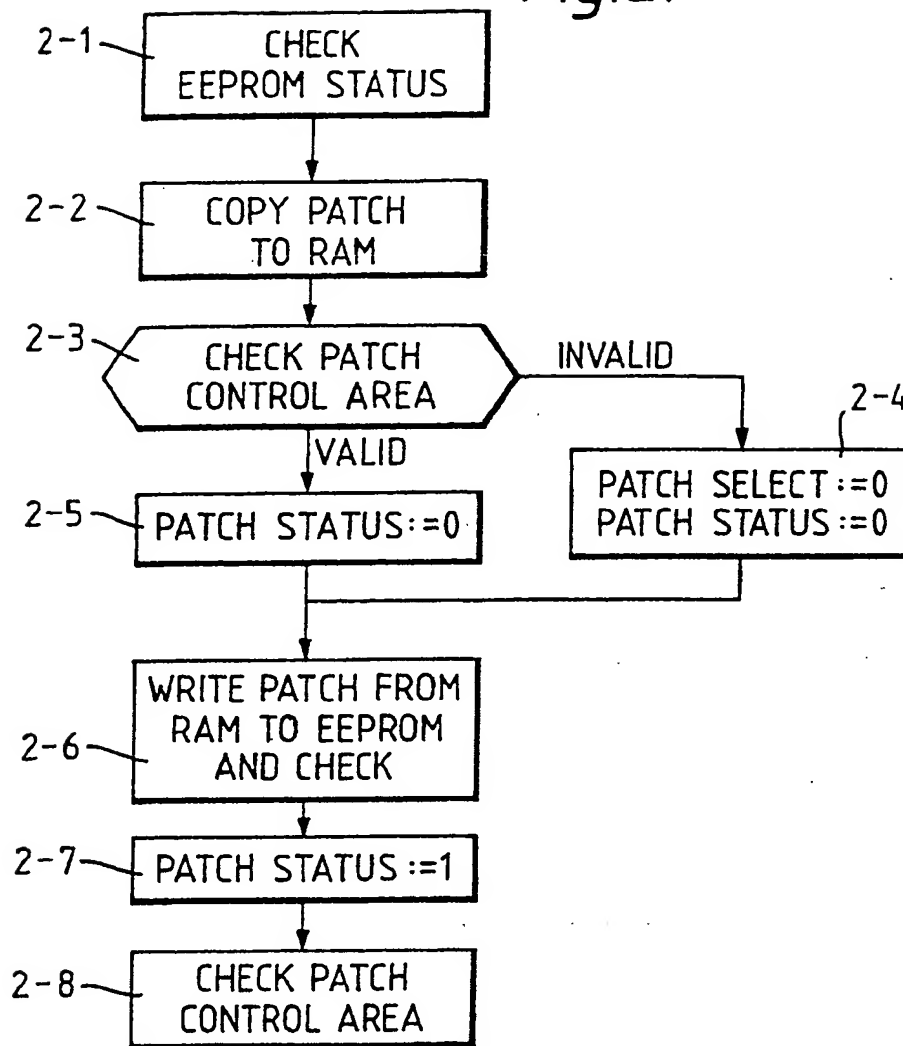 2-1
CHECK
EEPROM STATUS
2-2
COPY PATCH
TO RAM
2-3
CHECK PATCH
CONTROL AREA
INVALID
VALID
2-4
PATCH SELECT :=0
PATCH STATUS :=0
2-5
PATCH STATUS :=0
2-6
WRITE PATCH FROM
RAM TO EEPROM
AND CHECK
2-7
PATCH STATUS :=1
2-8
CHECK PATCH
CONTROL AREA